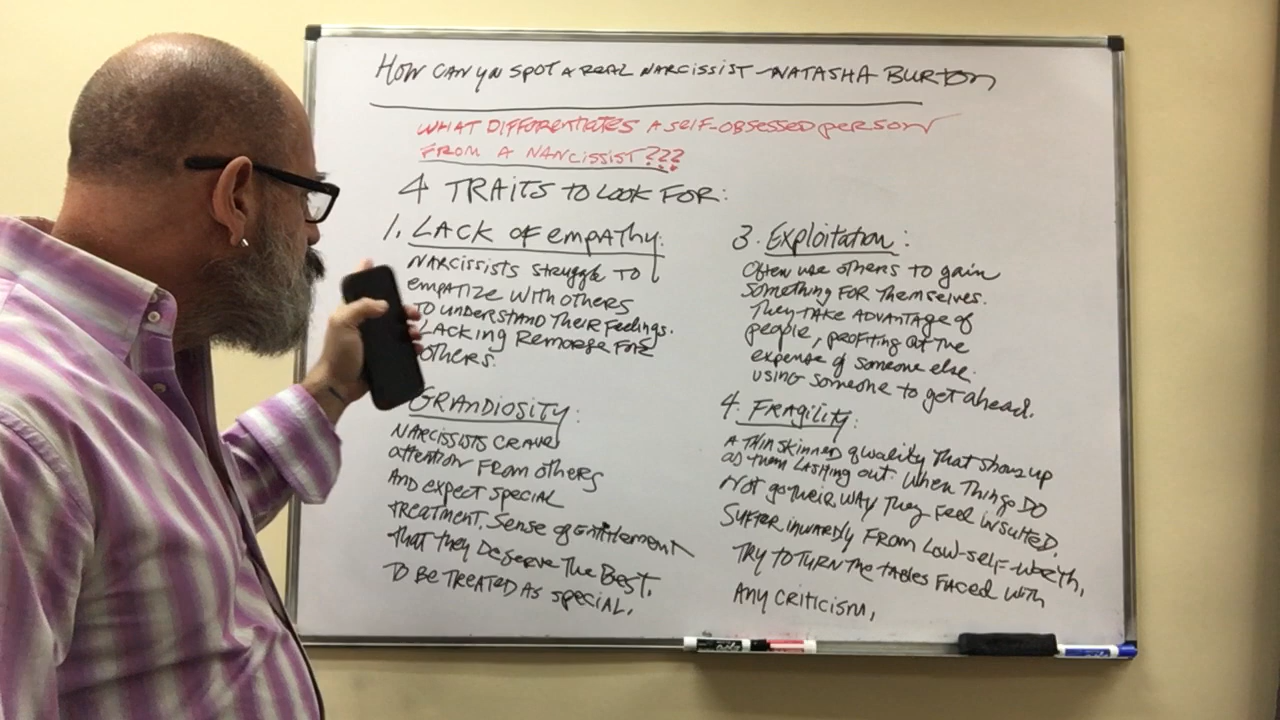 HOW CAN YOU SPOT A REAL NARCISSIST - NATASHA BURTON
WHAT DIFFERENTIATES A SELF-OBSESSED PERSON
FROM A NARCISSIST???
4 TRAITS TO LOOK FOR:
1. LACK OF EMPATHY:
NARCISSISTS STRUGGLE TO
EMPATIZE WITH OTHERS
TO UNDERSTAND THEIR FEELINGS.
LACKING REMORSE FOR
OTHERS.
GRANDIOSITY:
NARCISSISTS CRAVE
ATTENTION FROM OTHERS
AND EXPECT SPECIAL
TREATMENT. SENSE OF ENTITLEMENT
THAT THEY DESERVE THE BEST.
TO BE TREATED AS SPECIAL.
3. Exploitation:
Often use others to gain
something FOR Themselves.
They TAKE ADVANTAGE of
people, profiting at the
expense of someone else.
using someone to get ahead.
4. FRAGILITY:
A THIN SKINNED quality That shows up
as them LASHING out. When Things DO
Not go their WAY They Feel insulted.
SUFFER inwardly FROM LOW-self-worth,
TRY TO TURN THE TABLES FACED WITH
ANY CRITICISM,